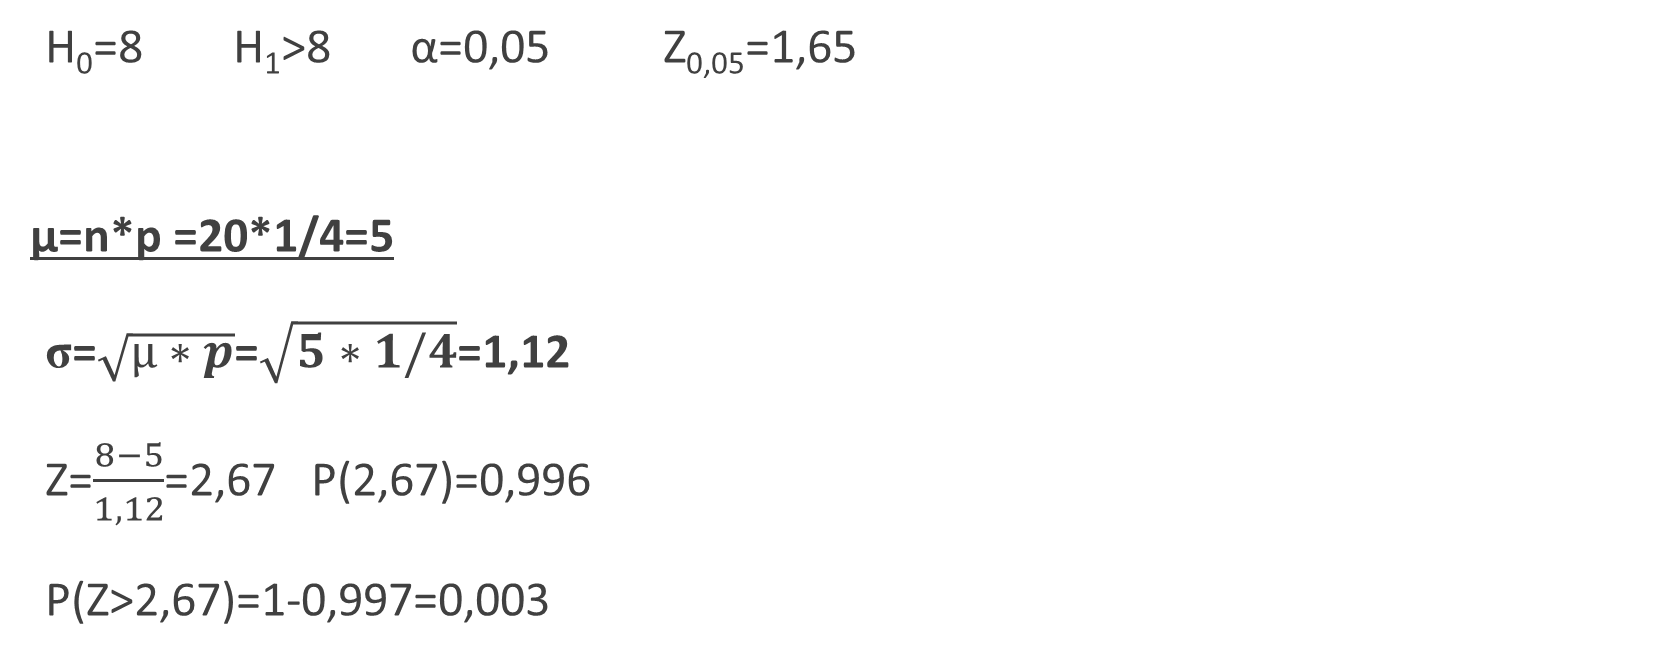 H₀=8 H₁>8 α=0,05 Z₀,₀₅=1,65
μ=n*p =20*1/4=5
σ=√μ * p=√5 * 1/4=1,12
Z=8−5/1,12=2,67 P(2,67)=0,996
P(Z>2,67)=1-0,997=0,003